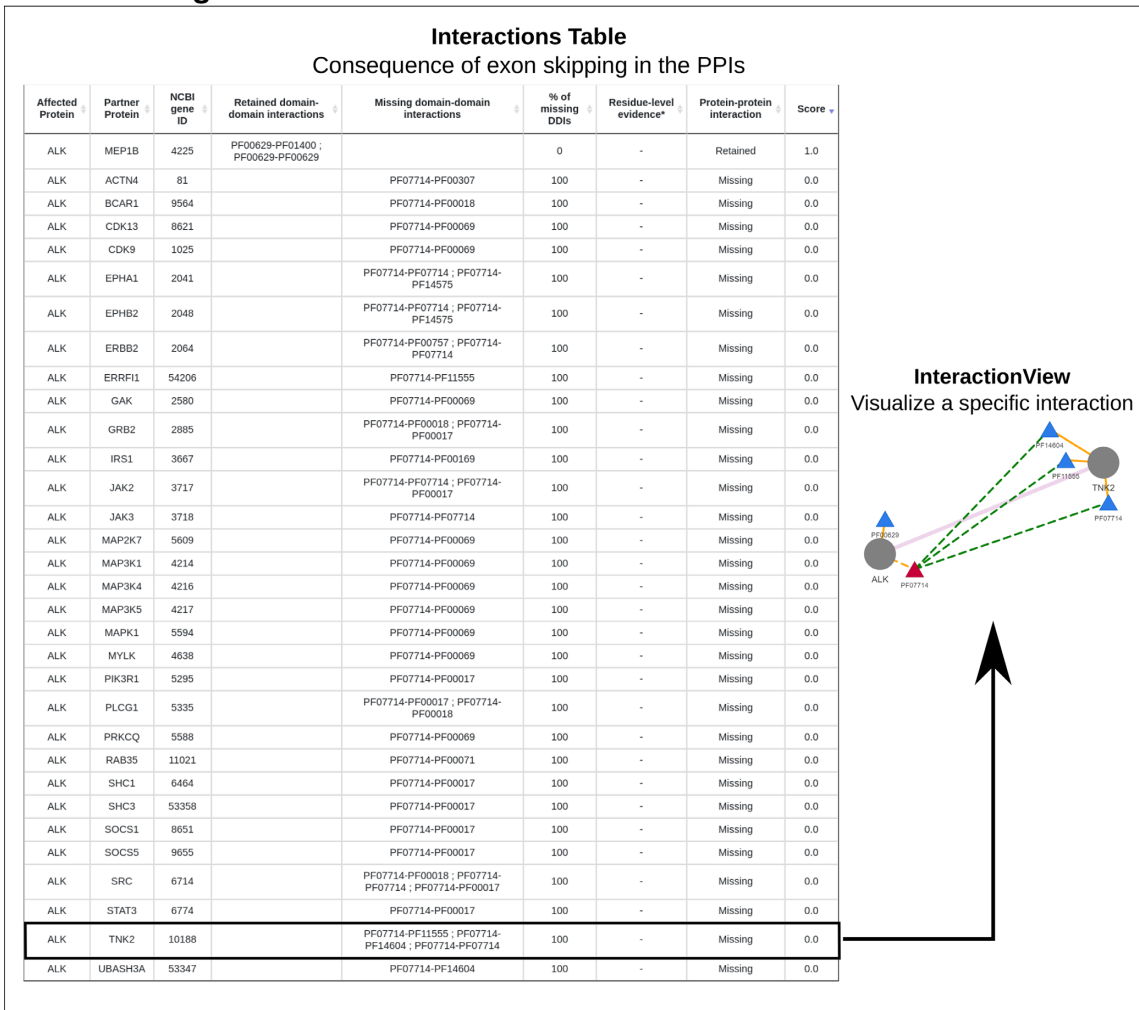 Interactions Table
Consequence of exon skipping in the PPIs
Affected Protein Partner Protein NCBI gene ID Retained domain-domain interactions Missing domain-domain interactions % of missing DDIs Residue-level evidence* Protein-protein interaction Score
ALK MEP1B 4225 PF00629-PF01400 ; PF00629-PF00629 0 - Retained 1.0
ALK ACTN4 81 PF07714-PF00307 100 - Missing 0.0
ALK BCAR1 9564 PF07714-PF00018 100 - Missing 0.0
ALK CDK13 8621 PF07714-PF00069 100 - Missing 0.0
ALK CDK9 1025 PF07714-PF00069 100 - Missing 0.0
ALK EPHA1 2041 PF07714-PF07714 ; PF07714-PF14575 100 - Missing 0.0
ALK EPHB2 2048 PF07714-PF07714 ; PF07714-PF14575 100 - Missing 0.0
ALK ERBB2 2064 PF07714-PF00757 ; PF07714-PF07714 100 - Missing 0.0
ALK ERRFI1 54206 PF07714-PF11555 100 - Missing 0.0
ALK GAK 2580 PF07714-PF00069 100 - Missing 0.0
ALK GRB2 2885 PF07714-PF00018 ; PF07714-PF00017 100 - Missing 0.0
ALK IRS1 3667 PF07714-PF00169 100 - Missing 0.0
ALK JAK2 3717 PF07714-PF07714 ; PF07714-PF00017 100 - Missing 0.0
ALK JAK3 3718 PF07714-PF07714 100 - Missing 0.0
ALK MAP2K7 5609 PF07714-PF00069 100 - Missing 0.0
ALK MAP3K1 4214 PF07714-PF00069 100 - Missing 0.0
ALK MAP3K4 4216 PF07714-PF00069 100 - Missing 0.0
ALK MAP3K5 4217 PF07714-PF00069 100 - Missing 0.0
ALK MAPK1 5594 PF07714-PF00069 100 - Missing 0.0
ALK MYLK 4638 PF07714-PF00069 100 - Missing 0.0
ALK PIK3R1 5295 PF07714-PF00017 100 - Missing 0.0
ALK PLCG1 5335 PF07714-PF00017 ; PF07714-PF00018 100 - Missing 0.0
ALK PRKCQ 5588 PF07714-PF00069 100 - Missing 0.0
ALK RAB35 11021 PF07714-PF00071 100 - Missing 0.0
ALK SHC1 6464 PF07714-PF00017 100 - Missing 0.0
ALK SHC3 53358 PF07714-PF00017 100 - Missing 0.0
ALK SOCS1 8651 PF07714-PF00017 100 - Missing 0.0
ALK SOCS5 9655 PF07714-PF00017 100 - Missing 0.0
ALK SRC 6714 PF07714-PF00018 ; PF07714-PF07714 ; PF07714-PF00017 100 - Missing 0.0
ALK STAT3 6774 PF07714-PF00017 100 - Missing 0.0
ALK TNK2 10188 PF07714-PF11555 ; PF07714-PF14604 ; PF07714-PF07714 100 - Missing 0.0
ALK UBASH3A 53347 PF07714-PF14604 100 - Missing 0.0
InteractionView
Visualize a specific interaction
PF14604
PF11555
TNK2
PF07714
PF00629
ALK
PF07714